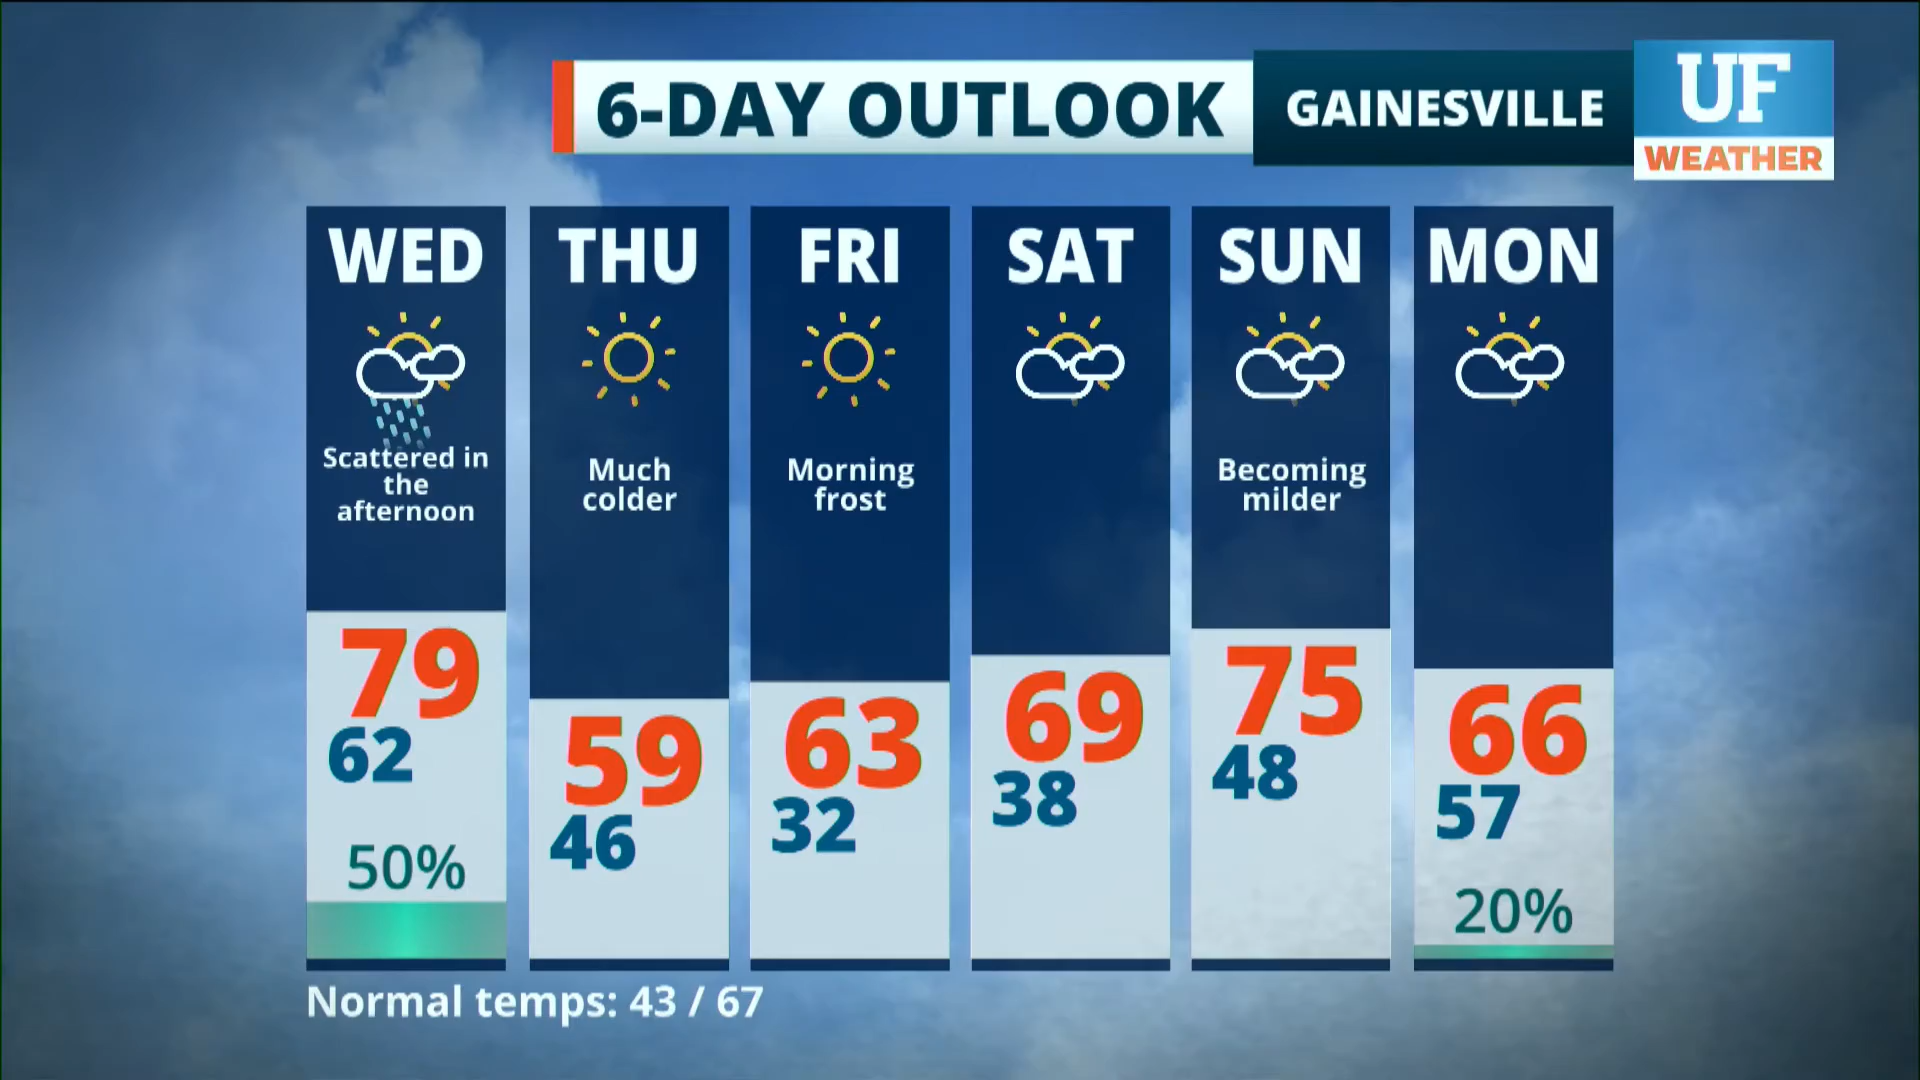 6-DAY OUTLOOK
GAINESVILLE
UF
WEATHER
WED
Scattered in
the
afternoon
79
62
50%
THU
Much
colder
59
46
FRI
Morning
frost
63
32
SAT
69
38
SUN
Becoming
milder
75
48
MON
66
57
20%
Normal temps: 43 / 67